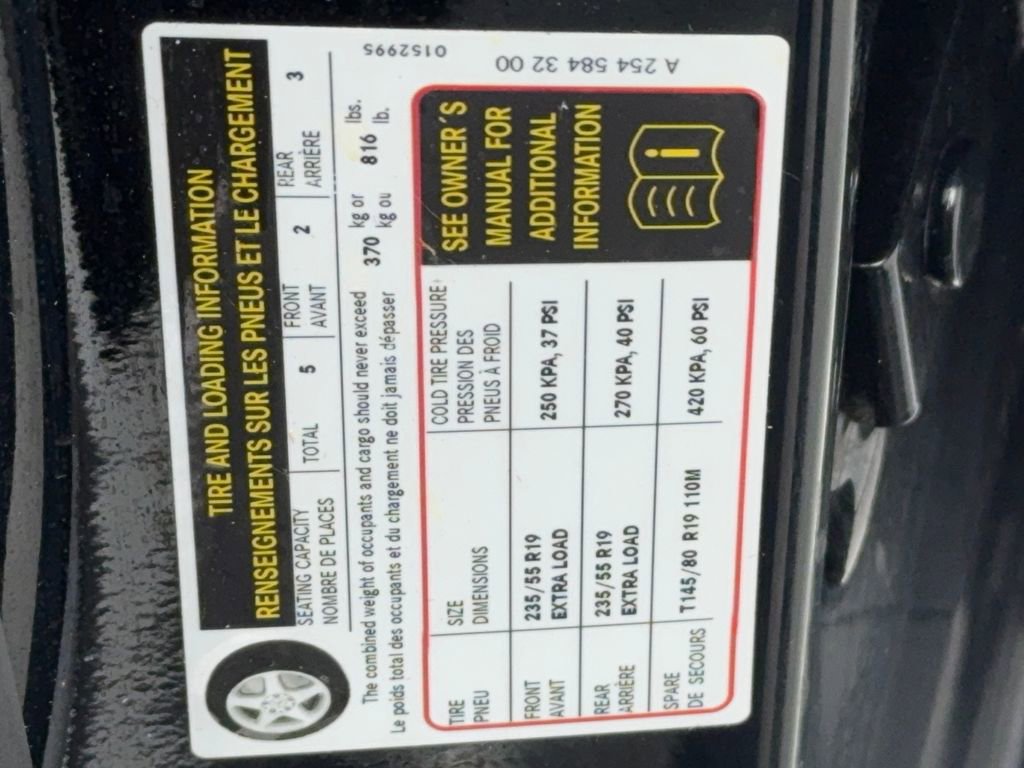 TIRE AND LOADING INFORMATION
RENSEIGNEMENTS SUR LES PNEUS ET LE CHARGEMENT
SEATING CAPACITY TOTAL 5 FRONT 2 REAR 3
NOMBRE DE PLACES AVANT ARRIÈRE
The combined weight of occupants and cargo should never exceed 370 kg or 816 lbs.
Le poids total des occupants et du chargement ne doit jamais dépasser kg ou lb.
TIRE SIZE COLD TIRE PRESSURE
PNEU DIMENSIONS PRESSION DES
PNEUS À FROID
FRONT 235/55 R19 250 KPA, 37 PSI
AVANT EXTRA LOAD
REAR 235/55 R19 270 KPA, 40 PSI
ARRIÈRE EXTRA LOAD
SPARE T145/80 R19 110M 420 KPA, 60 PSI
DE SECOURS
SEE OWNER'S
MANUAL FOR
ADDITIONAL
INFORMATION
0152995
A 254 584 32 00